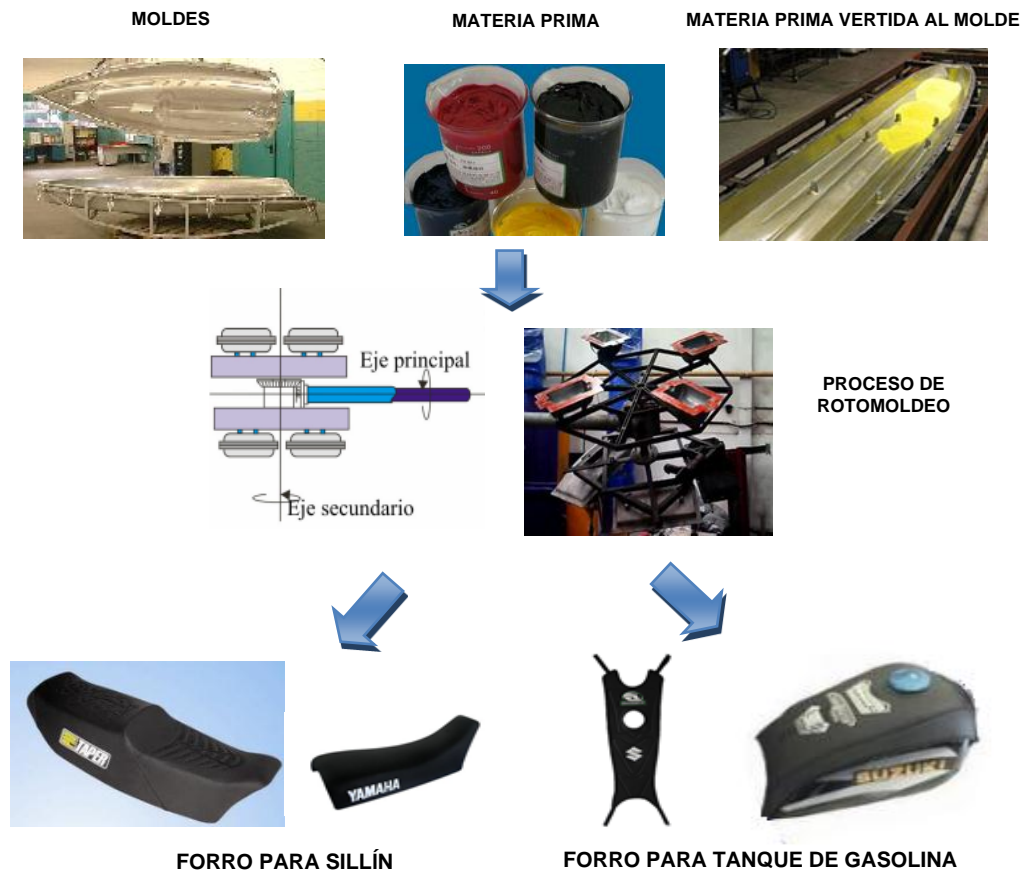 MOLDES
MATERIA PRIMA
MATERIA PRIMA VERTIDA AL MOLDE
Eje principal
Eje secundario
PROCESO DE
ROTOMOLDEO
TAPER
YAMAHA
SUZUKI
FORRO PARA SILLÍN
FORRO PARA TANQUE DE GASOLINA